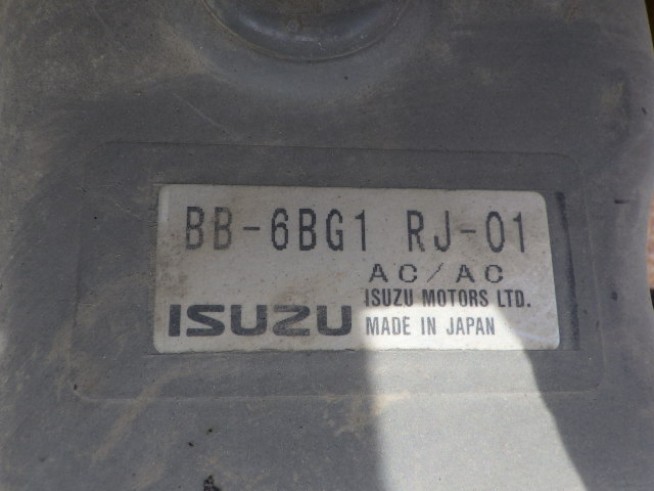 BB-6BG1 RJ-01
AC/AC
ISUZU MOTORS LTD.
ISUZU MADE IN JAPAN